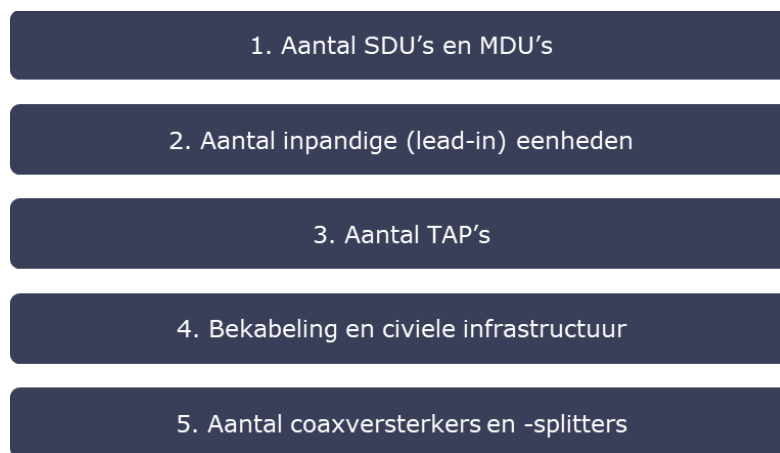 1. Aantal SDU’s en MDU’s
2. Aantal inpandige (lead-in) eenheden
3. Aantal TAP’s
4. Bekabeling en civiele infrastructuur
5. Aantal coaxversterkers en -splitters